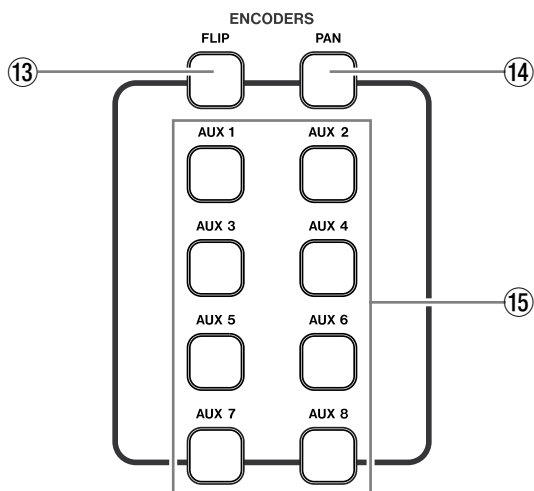 ENCODERS
FLIP PAN
⑬ ⑭
AUX 1 AUX 2
AUX 3 AUX 4
⑮
AUX 5 AUX 6
AUX 7 AUX 8